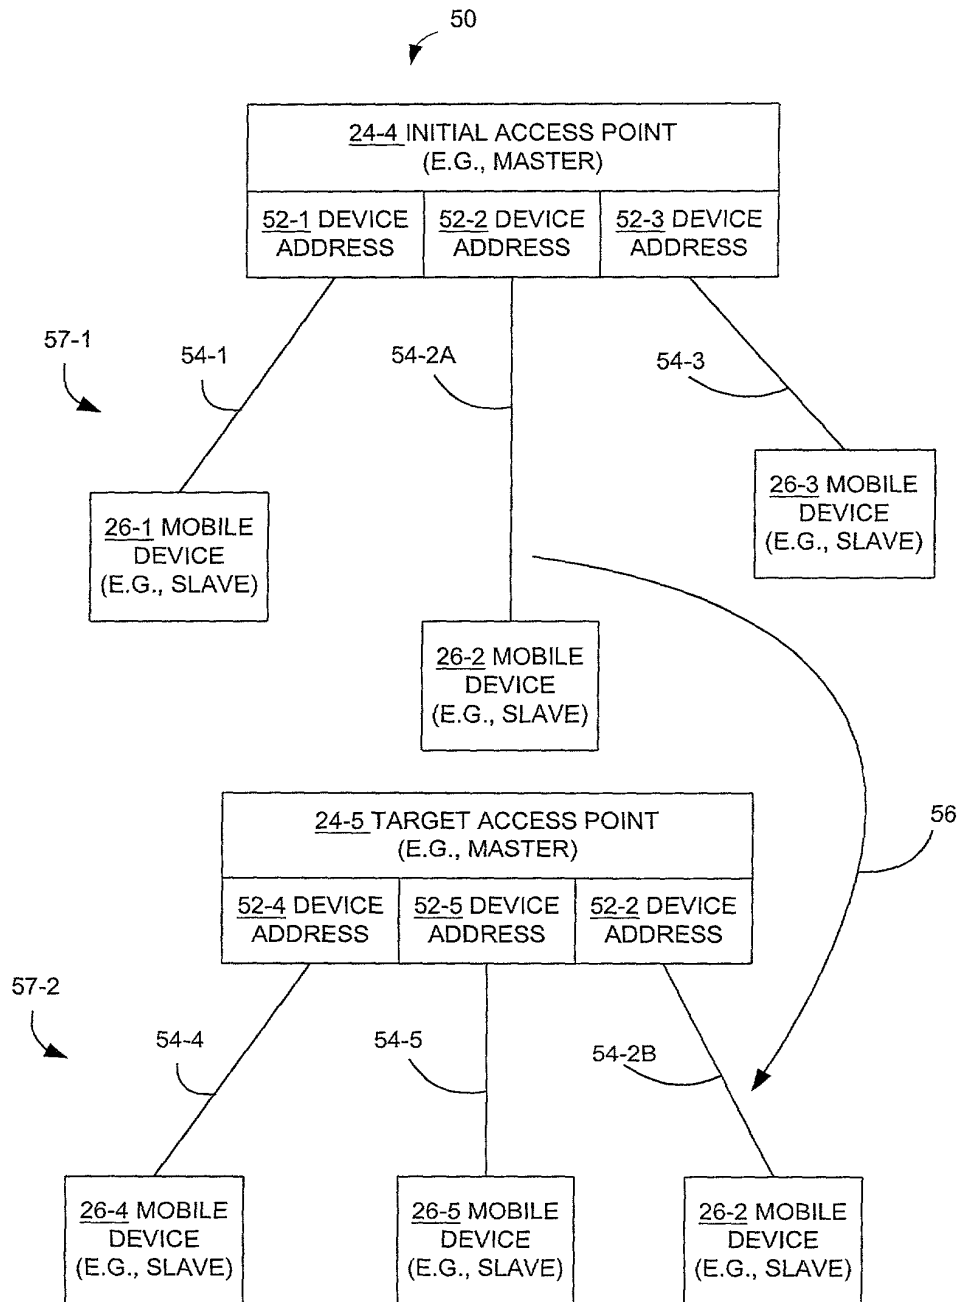 50
24-4 INITIAL ACCESS POINT
(E.G., MASTER)
52-1 DEVICE
ADDRESS
52-2 DEVICE
ADDRESS
52-3 DEVICE
ADDRESS
57-1
54-1
54-2A
54-3
26-1 MOBILE
DEVICE
(E.G., SLAVE)
26-3 MOBILE
DEVICE
(E.G., SLAVE)
26-2 MOBILE
DEVICE
(E.G., SLAVE)
56
24-5 TARGET ACCESS POINT
(E.G., MASTER)
52-4 DEVICE
ADDRESS
52-5 DEVICE
ADDRESS
52-2 DEVICE
ADDRESS
57-2
54-4
54-5
54-2B
26-4 MOBILE
DEVICE
(E.G., SLAVE)
26-5 MOBILE
DEVICE
(E.G., SLAVE)
26-2 MOBILE
DEVICE
(E.G., SLAVE)